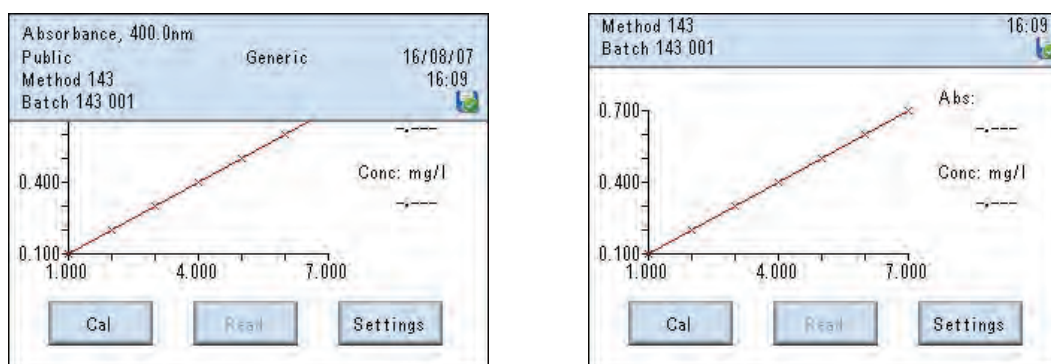 Absorbance, 400.0nm
Public Generic 16/08/07
Method 143 16:09
Batch 143 001
-.---
Conc: mg/l
0.400
-.---
0.100
1.000 4.000 7.000
Cal Read Settings
Method 143 16:09
Batch 143 001
Abs:
0.700
-.---
Conc: mg/l
0.400
-.---
0.100
1.000 4.000 7.000
Cal Read Settings